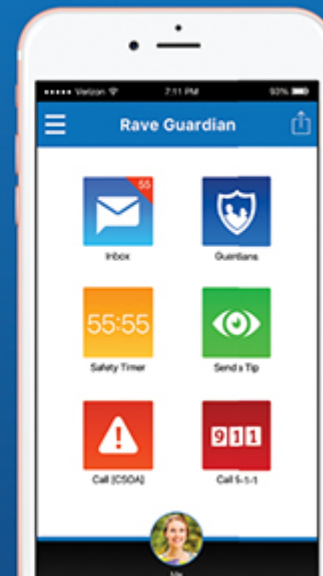 Verizon 7:11 PM 93%
Rave Guardian
55
Inbox Guardians
55:55
Safety Timer Send a Tip
911
Call [CSOA] Call 9-1-1
Me